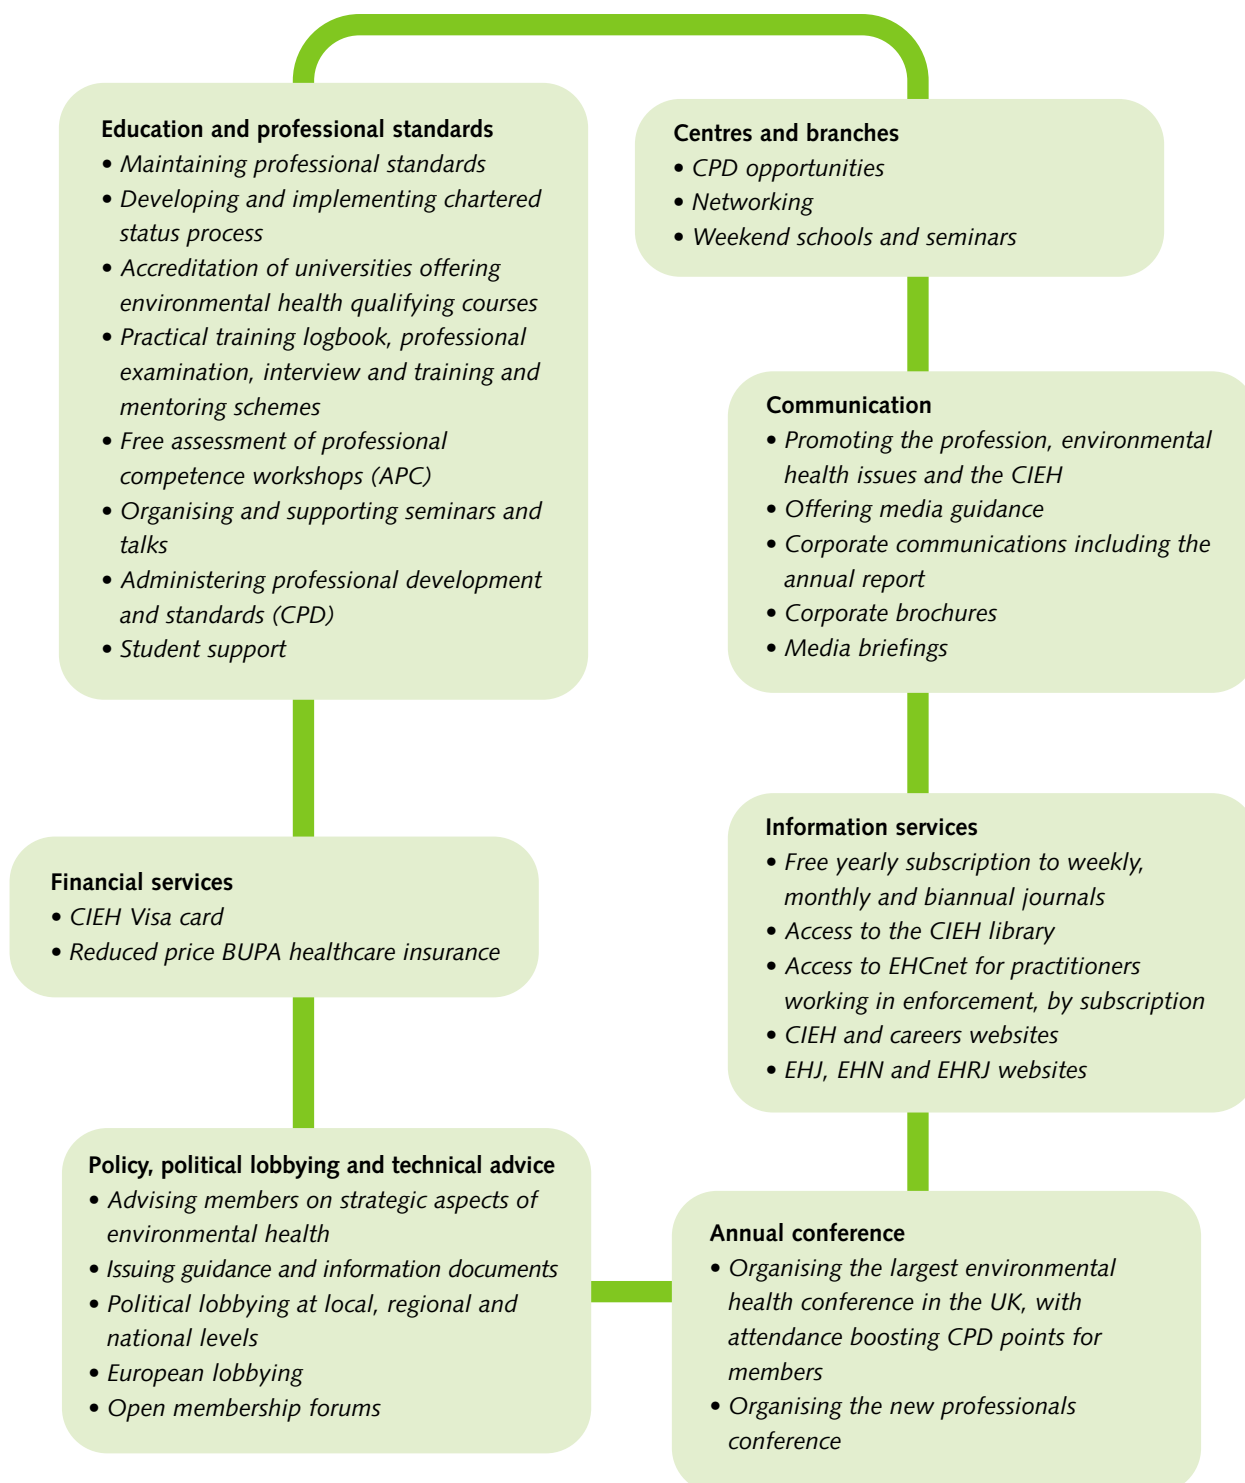 Education and professional standards
• Maintaining professional standards
• Developing and implementing chartered
status process
• Accreditation of universities offering
environmental health qualifying courses
• Practical training logbook, professional
examination, interview and training and
mentoring schemes
• Free assessment of professional
competence workshops (APC)
• Organising and supporting seminars and
talks
• Administering professional development
and standards (CPD)
• Student support
Centres and branches
• CPD opportunities
• Networking
• Weekend schools and seminars
Communication
• Promoting the profession, environmental
health issues and the CIEH
• Offering media guidance
• Corporate communications including the
annual report
• Corporate brochures
• Media briefings
Financial services
• CIEH Visa card
• Reduced price BUPA healthcare insurance
Information services
• Free yearly subscription to weekly,
monthly and biannual journals
• Access to the CIEH library
• Access to EHCnet for practitioners
working in enforcement, by subscription
• CIEH and careers websites
• EHJ, EHN and EHRJ websites
Policy, political lobbying and technical advice
• Advising members on strategic aspects of
environmental health
• Issuing guidance and information documents
• Political lobbying at local, regional and
national levels
• European lobbying
• Open membership forums
Annual conference
• Organising the largest environmental
health conference in the UK, with
attendance boosting CPD points for
members
• Organising the new professionals
conference